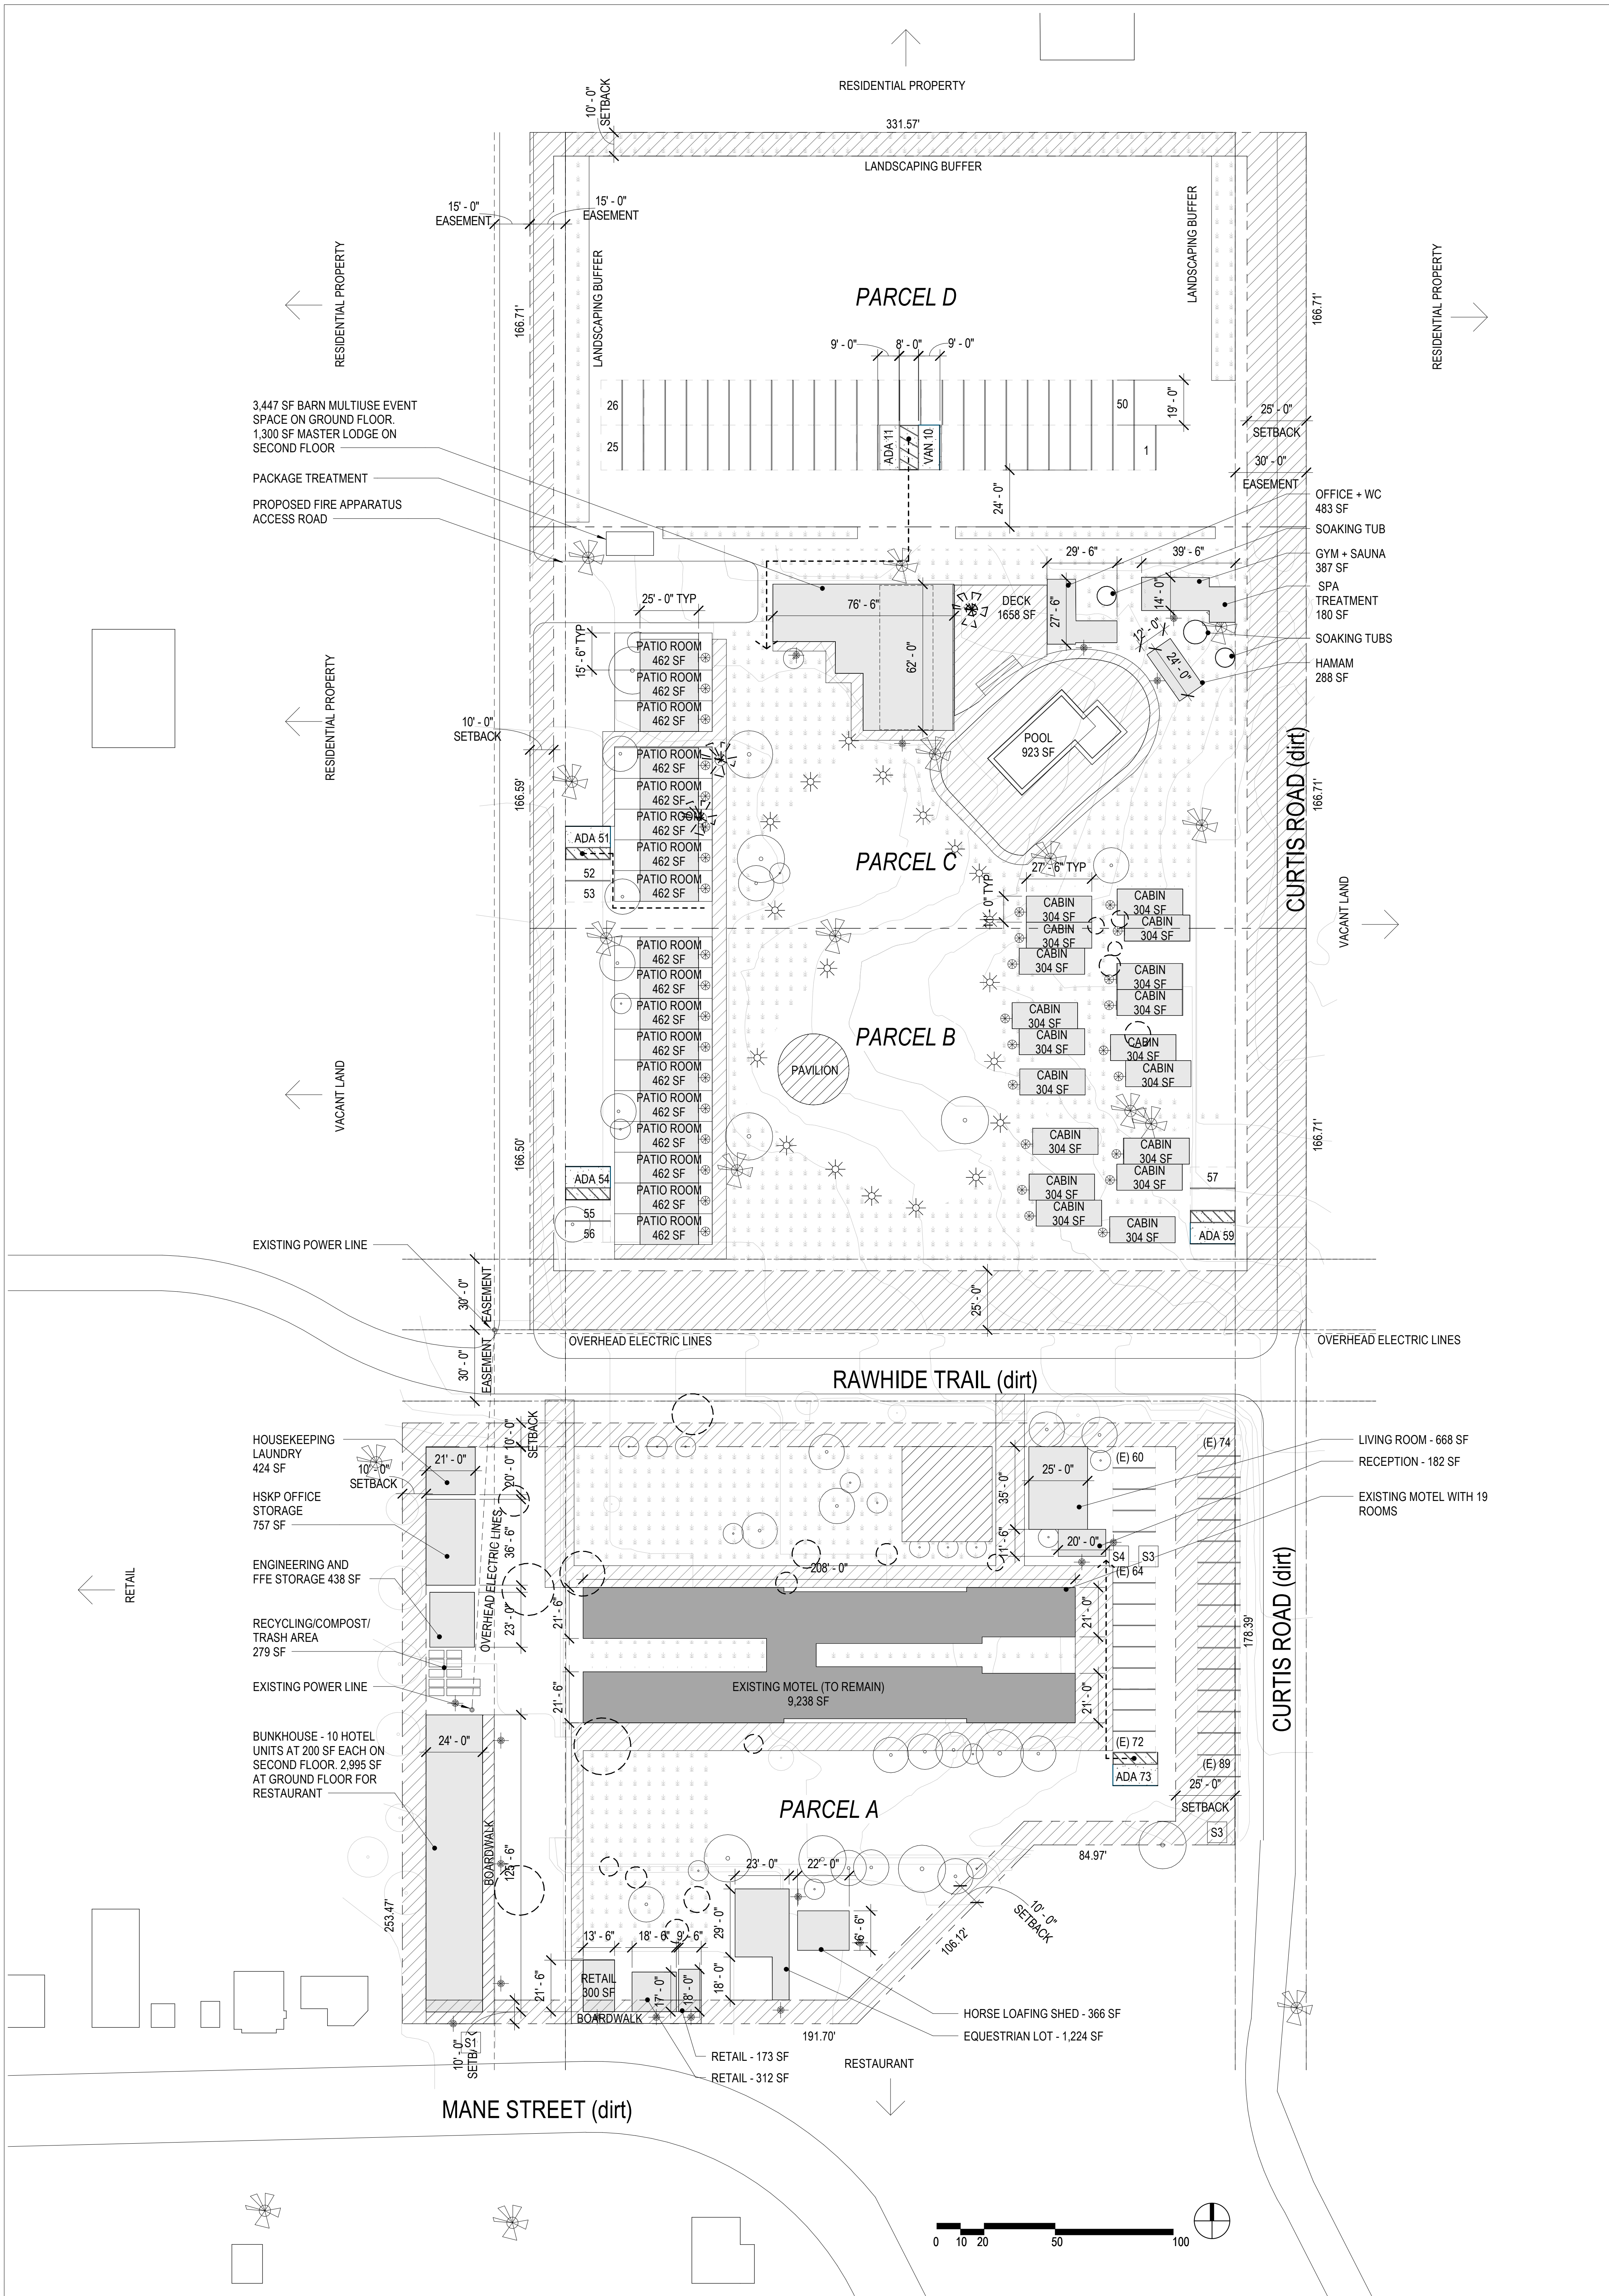 RESIDENTIAL PROPERTY
10' - 0"
SETBACK
331.57'
LANDSCAPING BUFFER
15' - 0"
EASEMENT
15' - 0"
EASEMENT
LANDSCAPING BUFFER
LANDSCAPING BUFFER
RESIDENTIAL PROPERTY
RESIDENTIAL PROPERTY
PARCEL D
166.71'
166.71'
9' - 0"
8' - 0"
9' - 0"
26
50
19' - 0"
25
ADA 11
VAN 10
1
25' - 0"
SETBACK
30' - 0"
EASEMENT
24' - 0"
3,447 SF BARN MULTIUSE EVENT
SPACE ON GROUND FLOOR.
1,300 SF MASTER LODGE ON
SECOND FLOOR
PACKAGE TREATMENT
PROPOSED FIRE APPARATUS
ACCESS ROAD
OFFICE + WC
483 SF
SOAKING TUB
GYM + SAUNA
387 SF
SPA
TREATMENT
180 SF
SOAKING TUBS
HAMAM
288 SF
29' - 6"
39' - 6"
27' - 6"
14' - 0"
12' - 0"
24' - 0"
DECK
1658 SF
76' - 6"
62' - 0"
25' - 0" TYP
15' - 6" TYP
PATIO ROOM
462 SF
PATIO ROOM
462 SF
PATIO ROOM
462 SF
PATIO ROOM
462 SF
PATIO ROOM
462 SF
PATIO ROOM
462 SF
PATIO ROOM
462 SF
PATIO ROOM
462 SF
RESIDENTIAL PROPERTY
10' - 0"
SETBACK
166.59'
ADA 51
52
53
POOL
923 SF
PARCEL C
CURTIS ROAD (dirt)
166.71'
VACANT LAND
27' - 6" TYP
11' - 0" TYP
CABIN
304 SF
CABIN
304 SF
CABIN
304 SF
CABIN
304 SF
CABIN
304 SF
CABIN
304 SF
CABIN
304 SF
CABIN
304 SF
CABIN
304 SF
CABIN
304 SF
CABIN
304 SF
CABIN
304 SF
CABIN
304 SF
CABIN
304 SF
CABIN
304 SF
CABIN
304 SF
CABIN
304 SF
CABIN
304 SF
PATIO ROOM
462 SF
PATIO ROOM
462 SF
PATIO ROOM
462 SF
PATIO ROOM
462 SF
PATIO ROOM
462 SF
PATIO ROOM
462 SF
PATIO ROOM
462 SF
PATIO ROOM
462 SF
PATIO ROOM
462 SF
PATIO ROOM
462 SF
PARCEL B
PAVILION
VACANT LAND
166.50'
166.71'
ADA 54
55
56
57
ADA 59
EXISTING POWER LINE
30' - 0"
EASEMENT
30' - 0"
EASEMENT
25' - 0"
OVERHEAD ELECTRIC LINES
OVERHEAD ELECTRIC LINES
RAWHIDE TRAIL (dirt)
HOUSEKEEPING
LAUNDRY
424 SF
HSKP OFFICE
STORAGE
757 SF
ENGINEERING AND
FFE STORAGE 438 SF
RECYCLING/COMPOST/
TRASH AREA
279 SF
EXISTING POWER LINE
BUNKHOUSE - 10 HOTEL
UNITS AT 200 SF EACH ON
SECOND FLOOR. 2,995 SF
AT GROUND FLOOR FOR
RESTAURANT
RETAIL
21' - 0"
10' - 0"
SETBACK
10' - 0"
SETBACK
20' - 0"
36' - 6"
23' - 0"
OVERHEAD ELECTRIC LINES
24' - 0"
BOARDWALK
125' - 6"
253.47'
35' - 0"
25' - 0"
11' - 6"
20' - 0"
(E) 60
(E) 74
S4
S3
(E) 64
LIVING ROOM - 668 SF
RECEPTION - 182 SF
EXISTING MOTEL WITH 19
ROOMS
208' - 0"
21' - 6"
21' - 0"
21' - 6"
21' - 0"
EXISTING MOTEL (TO REMAIN)
9,238 SF
178.39'
CURTIS ROAD (dirt)
(E) 72
ADA 73
(E) 89
25' - 0"
SETBACK
S3
PARCEL A
84.97'
10' - 0"
SETBACK
106.12'
23' - 0"
22' - 0"
29' - 0"
16' - 6"
18' - 0"
13' - 6"
18' - 6"
9' - 6"
21' - 6"
17' - 0"
18' - 0"
RETAIL
300 SF
BOARDWALK
10' - 0"
S1
191.70'
HORSE LOAFING SHED - 366 SF
EQUESTRIAN LOT - 1,224 SF
RETAIL - 173 SF
RETAIL - 312 SF
RESTAURANT
MANE STREET (dirt)
0 10 20 50 100